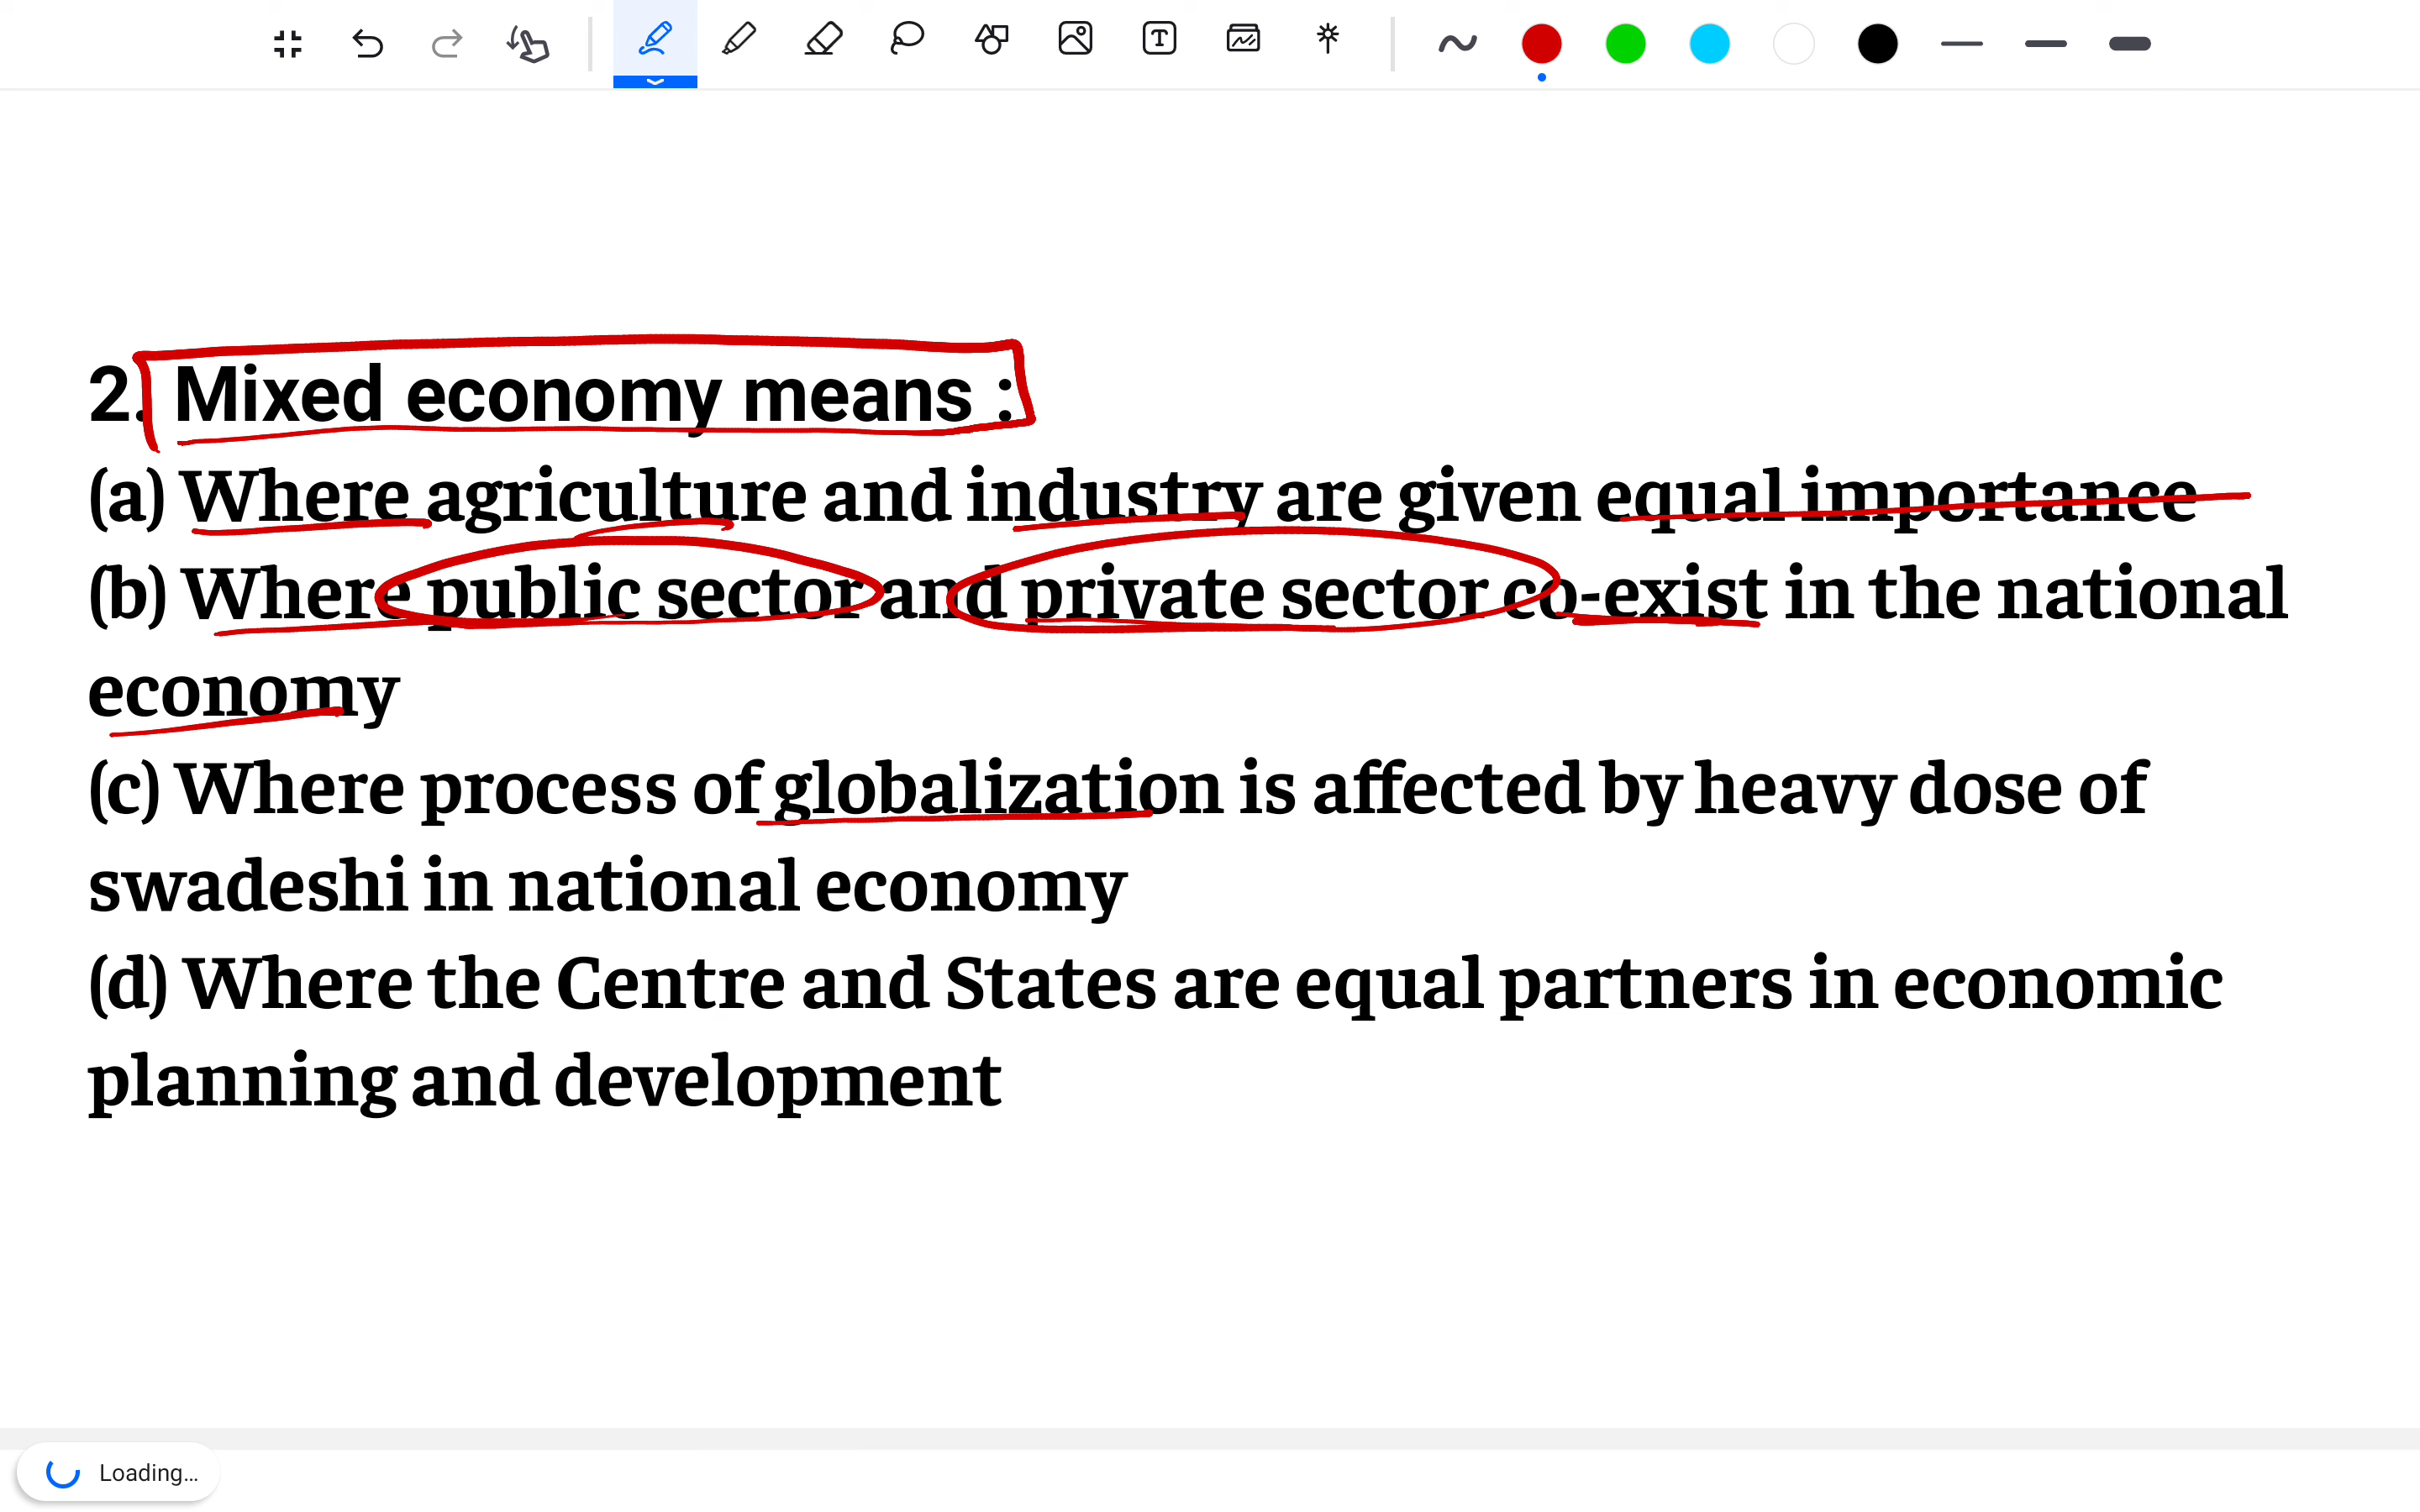 2. Mixed economy means :
(a) Where agriculture and industry are given equal importance
(b) Where public sector and private sector co-exist in the national
economy
(c) Where process of globalization is affected by heavy dose of
swadeshi in national economy
(d) Where the Centre and States are equal partners in economic
planning and development
Loading...